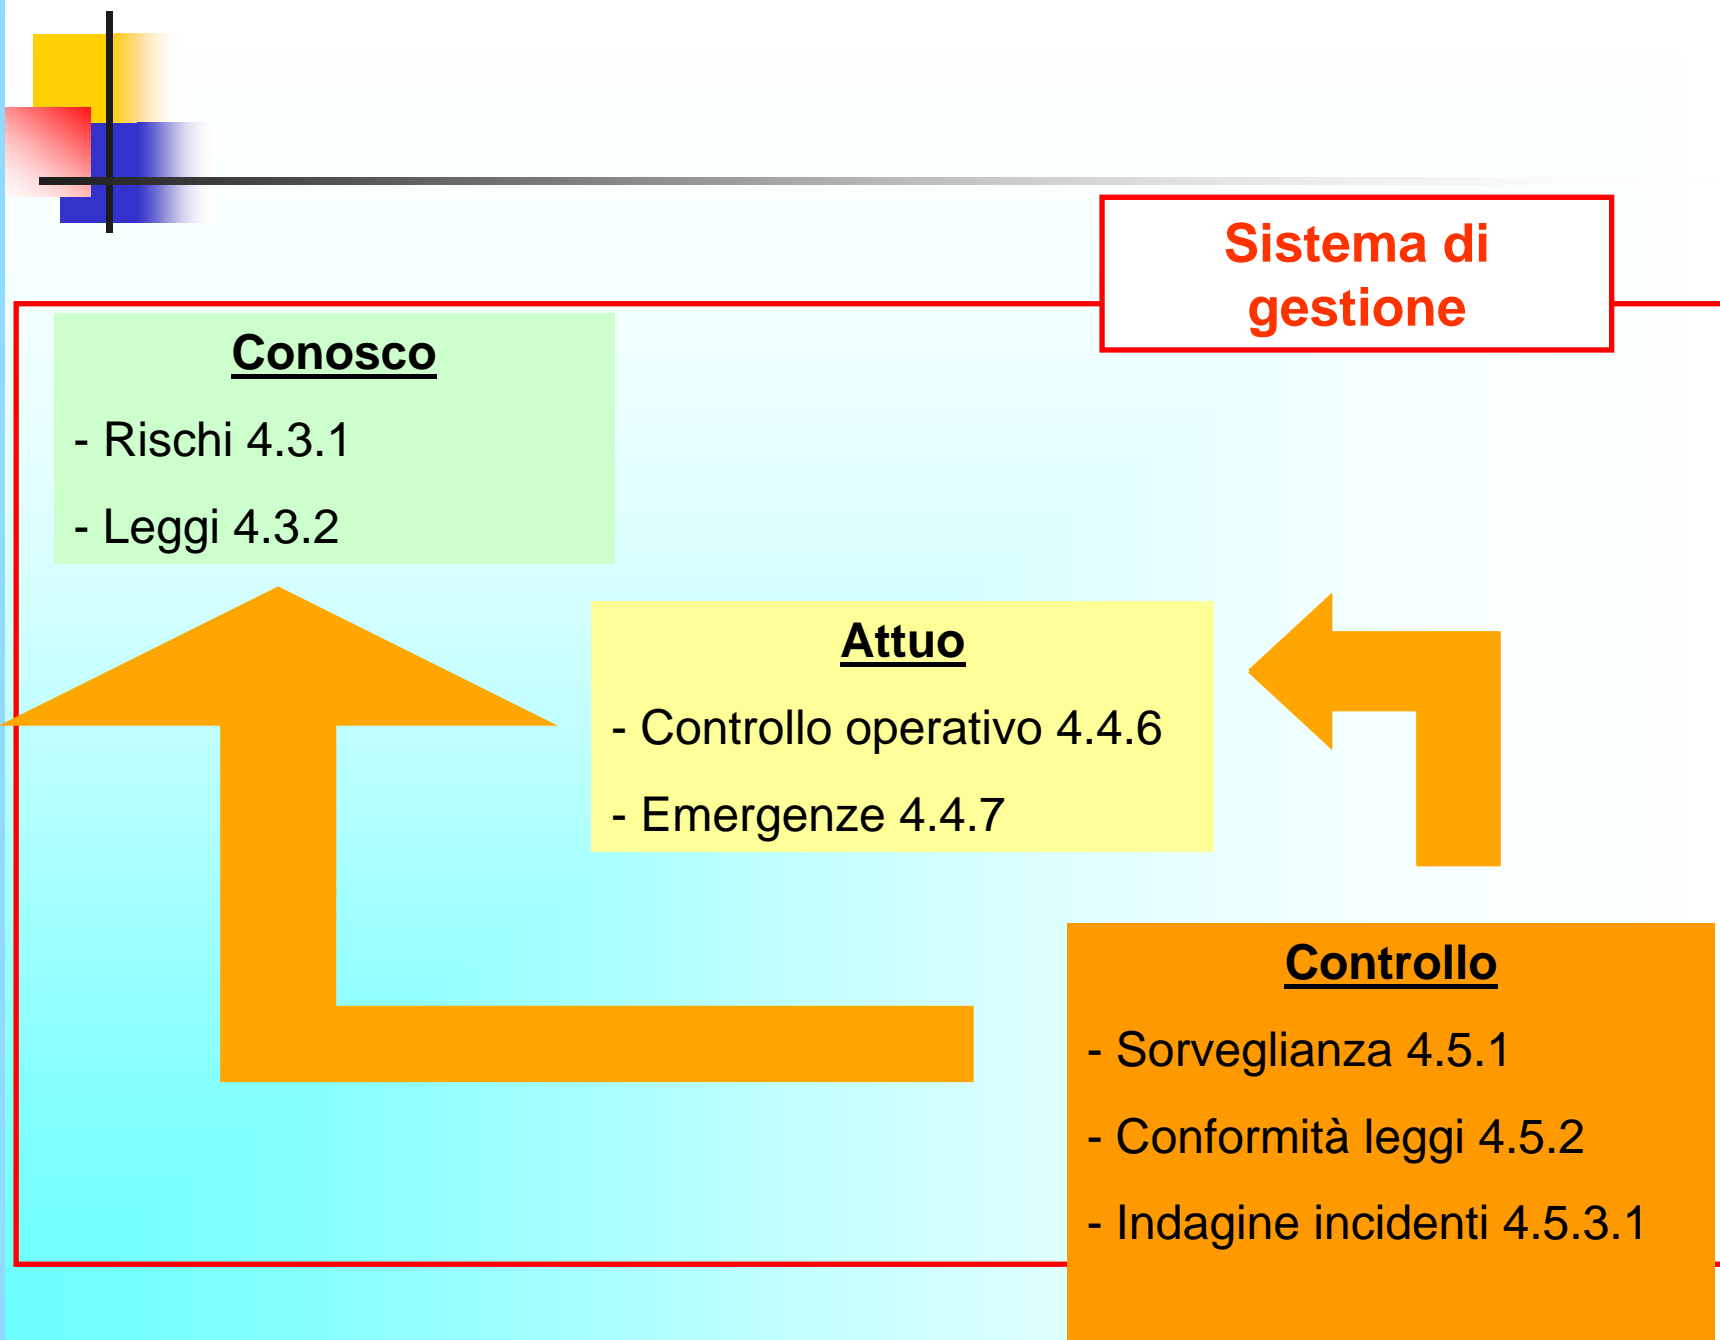 Sistema di
gestione
Conosco
- Rischi 4.3.1
- Leggi 4.3.2
Attuo
- Controllo operativo 4.4.6
- Emergenze 4.4.7
Controllo
- Sorveglianza 4.5.1
- Conformità leggi 4.5.2
- Indagine incidenti 4.5.3.1